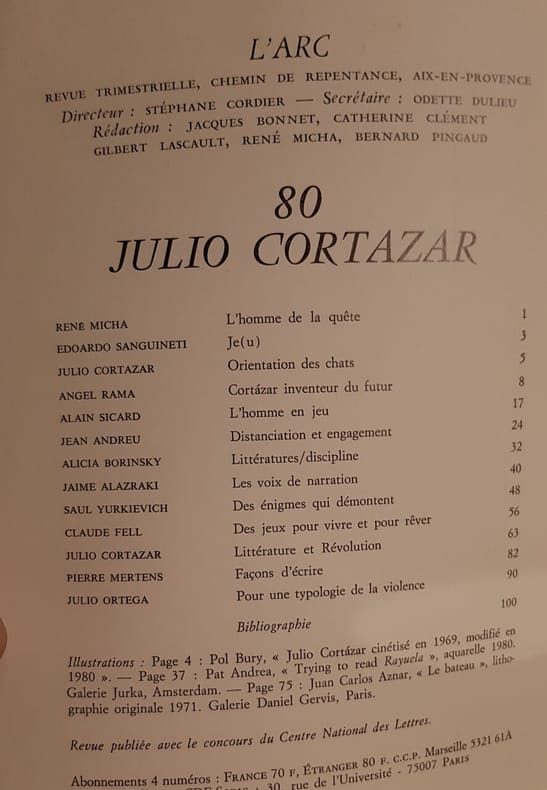 L'ARC
REVUE TRIMESTRIELLE, CHEMIN DE REPENTANCE, AIX-EN-PROVENCE
Directeur : STÉPHANE CORDIER — Secrétaire : ODETTE DULIEU
Rédaction : JACQUES BONNET, CATHERINE CLÉMENT
GILBERT LASCAULT, RENÉ MICHA, BERNARD PINGAUD
80
JULIO CORTAZAR
RENÉ MICHA L'homme de la quête 1
EDOARDO SANGUINETI Je(u) 3
JULIO CORTAZAR Orientation des chats 5
ANGEL RAMA Cortázar inventeur du futur 8
ALAIN SICARD L'homme en jeu 17
JEAN ANDREU Distanciation et engagement 24
ALICIA BORINSKY Littératures/discipline 32
JAIME ALAZRAKI Les voix de narration 40
SAUL YURKIEVICH Des énigmes qui démontent 48
CLAUDE FELL Des jeux pour vivre et pour rêver 56
JULIO CORTAZAR Littérature et Révolution 63
PIERRE MERTENS Façons d'écrire 82
JULIO ORTEGA Pour une typologie de la violence 90
Bibliographie 100
Illustrations : Page 4 : Pol Bury, « Julio Cortázar cinétisé en 1969, modifié en
1980 ». — Page 37 : Pat Andrea, « Trying to read Rayuela », aquarelle 1980.
Galerie Jurka, Amsterdam. — Page 75 : Juan Carlos Aznar, « Le bateau », litho-
graphie originale 1971. Galerie Daniel Gervis, Paris.
Revue publiée avec le concours du Centre National des Lettres.
Abonnements 4 numéros : FRANCE 70 F, ÉTRANGER 80 F. C.C.P. Marseille 5321 61A
30, rue de l'Université - 75007 PARIS